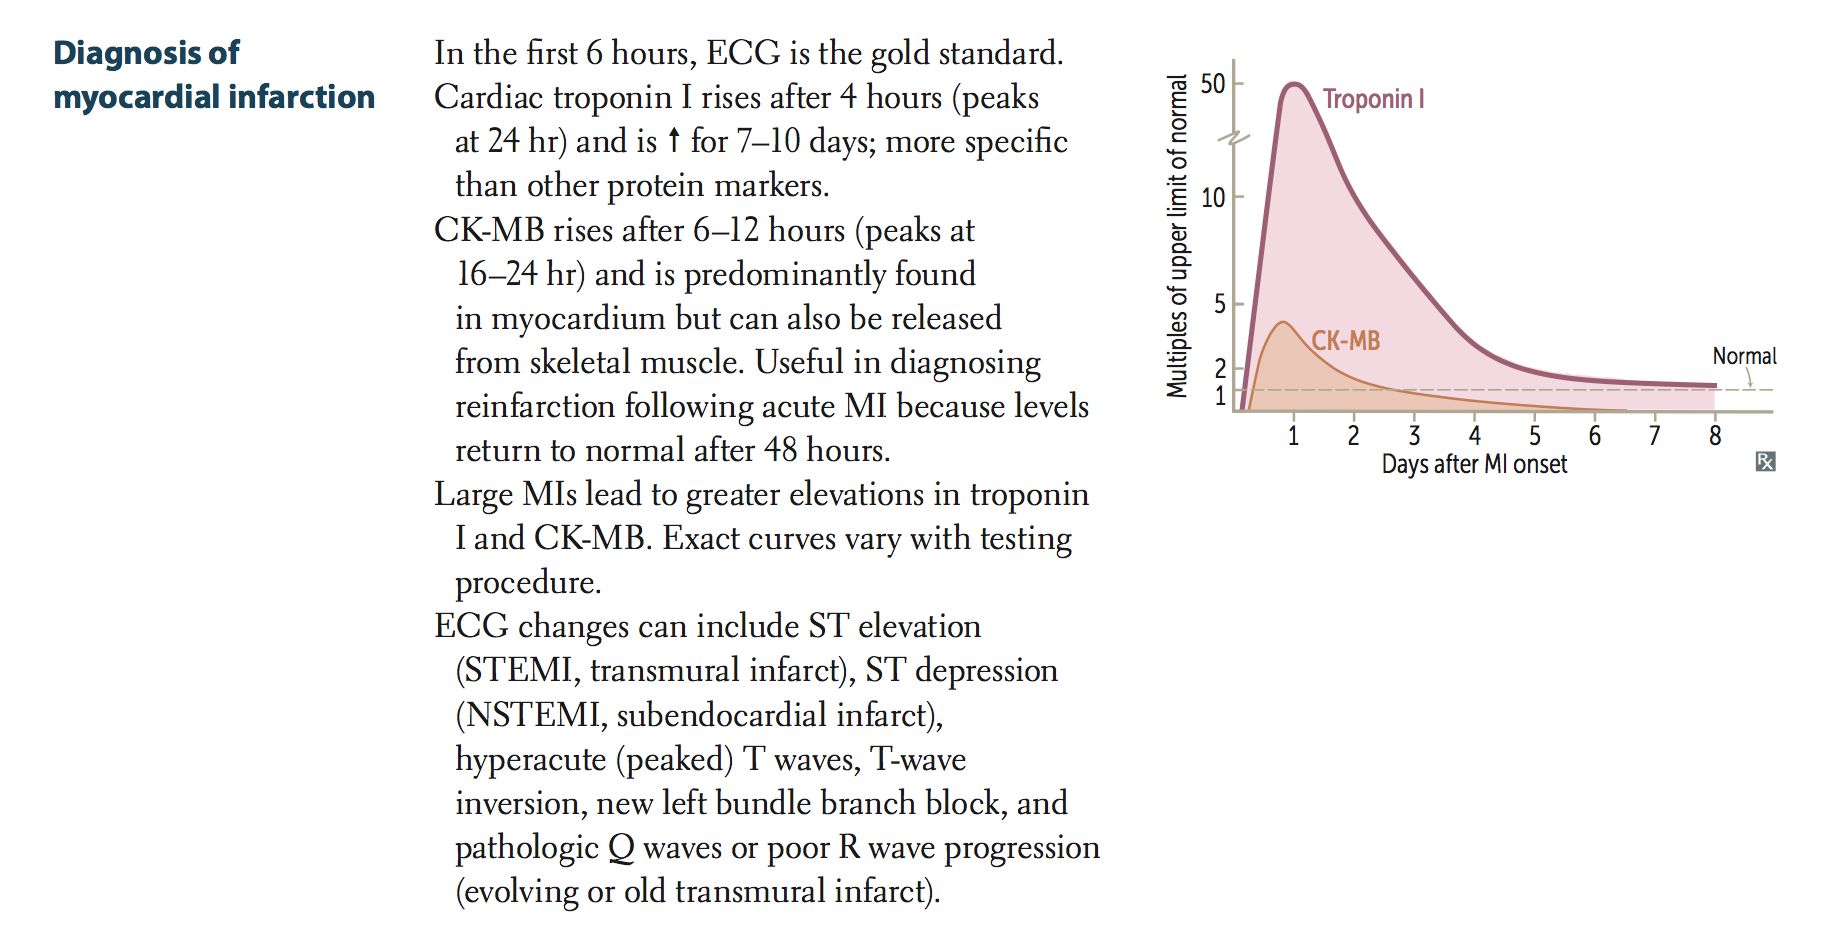 Diagnosis of
myocardial infarction
In the first 6 hours, ECG is the gold standard.
Cardiac troponin I rises after 4 hours (peaks
at 24 hr) and is ↑ for 7–10 days; more specific
than other protein markers.
CK-MB rises after 6–12 hours (peaks at
16–24 hr) and is predominantly found
in myocardium but can also be released
from skeletal muscle. Useful in diagnosing
reinfarction following acute MI because levels
return to normal after 48 hours.
Large MIs lead to greater elevations in troponin
I and CK-MB. Exact curves vary with testing
procedure.
ECG changes can include ST elevation
(STEMI, transmural infarct), ST depression
(NSTEMI, subendocardial infarct),
hyperacute (peaked) T waves, T-wave
inversion, new left bundle branch block, and
pathologic Q waves or poor R wave progression
(evolving or old transmural infarct).
Multiples of upper limit of normal
50
10
5
2
1
Troponin I
CK-MB
Normal
1 2 3 4 5 6 7 8
Days after MI onset
℞